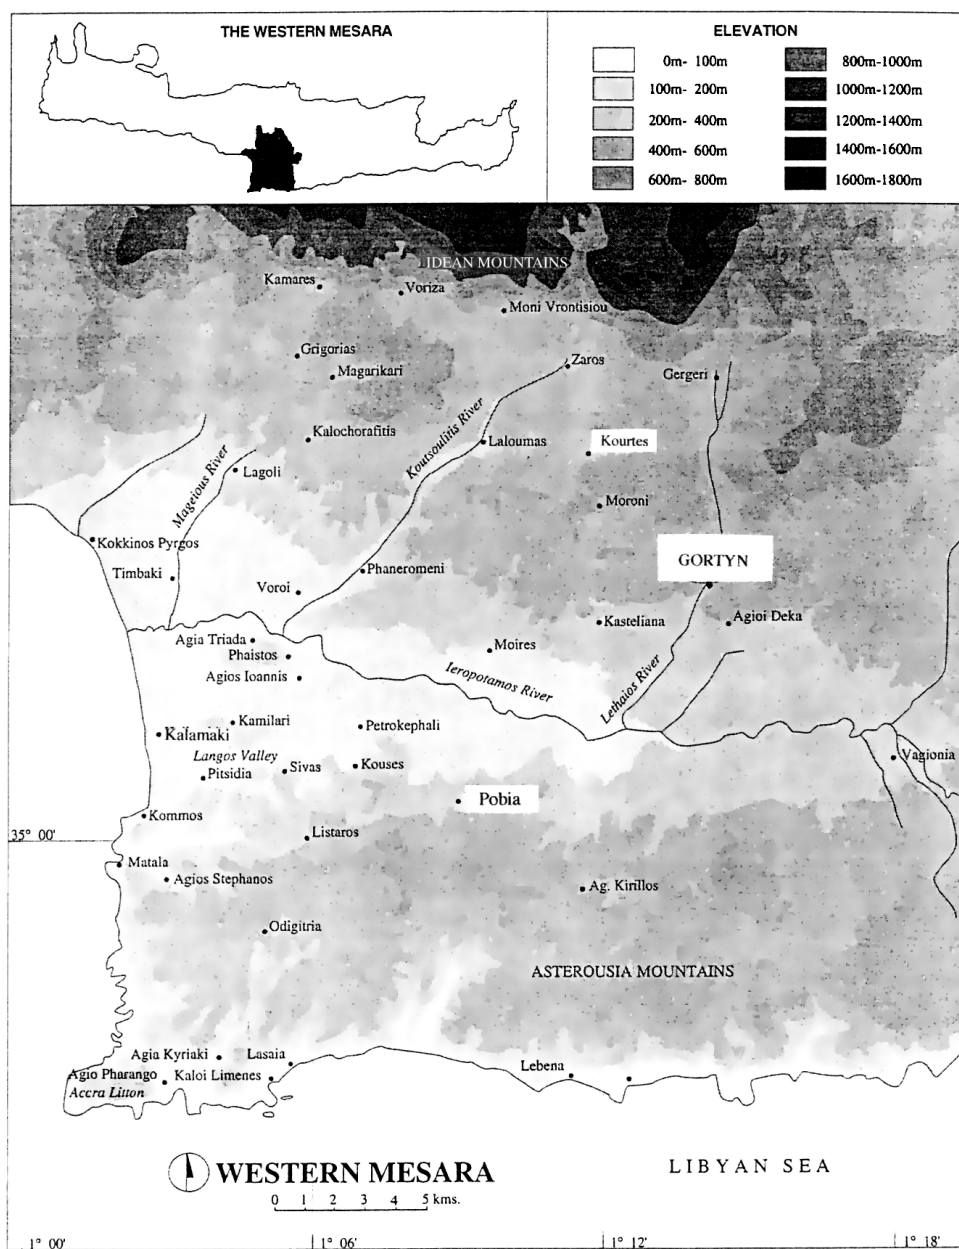 THE WESTERN MESARA
ELEVATION
0m- 100m
100m- 200m
200m- 400m
400m- 600m
600m- 800m
800m-1000m
1000m-1200m
1200m-1400m
1400m-1600m
1600m-1800m
IDEAN MOUNTAINS
Kamares
Voriza
Moni Vrontisiou
Grigorias
Magarikari
Zaros
Gergeri
Koutsoulitis River
Kalochorafitis
Laloumas
Kourtes
Mageious River
Lagoli
Moroni
Kokkinos Pyrgos
GORTYN
Timbaki
Phaneromeni
Voroi
Kasteliana
Agioi Deka
Agia Triada
Phaistos
Moires
Agios Ioannis
Ieropotamos River
Lethaios River
Kamilari
Petrokephali
Kalamaki
Langos Valley
Sivas
Kouses
Pitsidia
Vagionia
Pobia
Kommos
35° 00'
Listaros
Matala
Agios Stephanos
Ag. Kirillos
Odigitria
ASTEROUSIA MOUNTAINS
Agia Kyriaki
Lasaia
Lebena
Agio Pharango
Kaloi Limenes
Accra Litton
WESTERN MESARA
LIBYAN SEA
0 1 2 3 4 5 kms.
1° 00'
1° 06'
1° 12'
1° 18'